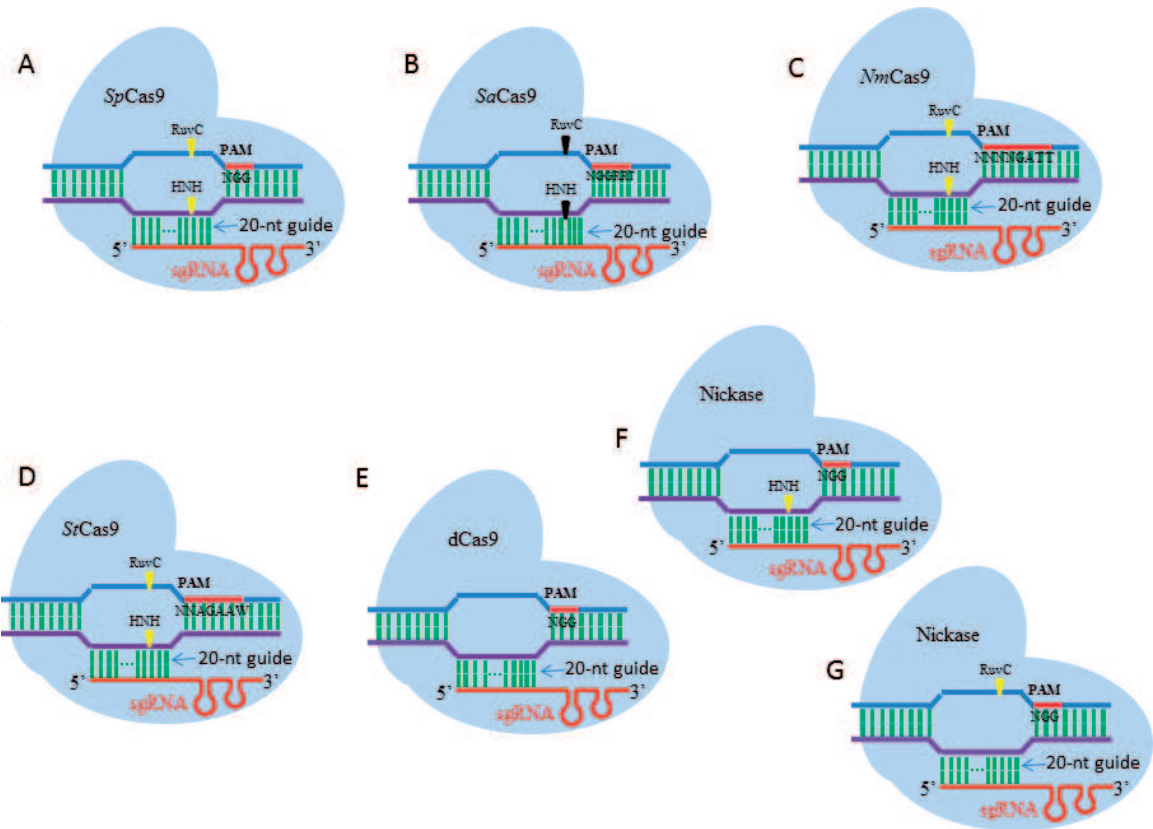 A
SpCas9
RuvC
PAM
NGG
HNH
20-nt guide
5’
3’
sgRNA
B
SaCas9
RuvC
PAM
NGGRRT
HNH
20-nt guide
5’
3’
sgRNA
C
NmCas9
RuvC
PAM
NNNNGATT
HNH
20-nt guide
5’
3’
sgRNA
D
StCas9
RuvC
PAM
NNAGAAW
HNH
20-nt guide
5’
3’
sgRNA
E
dCas9
PAM
NGG
20-nt guide
5’
3’
sgRNA
F
Nickase
PAM
NGG
HNH
20-nt guide
5’
3’
sgRNA
G
Nickase
RuvC
PAM
NGG
20-nt guide
5’
3’
sgRNA